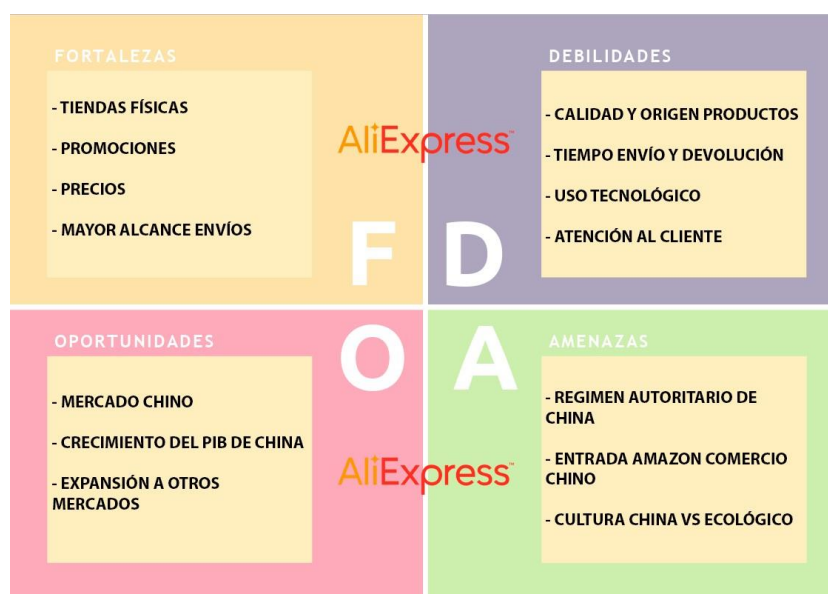 FORTALEZAS
- TIENDAS FÍSICAS
- PROMOCIONES
- PRECIOS
- MAYOR ALCANCE ENVÍOS
F
DEBILIDADES
- CALIDAD Y ORIGEN PRODUCTOS
- TIEMPO ENVÍO Y DEVOLUCIÓN
- USO TECNOLÓGICO
- ATENCIÓN AL CLIENTE
D
AliExpress™
OPORTUNIDADES
- MERCADO CHINO
- CRECIMIENTO DEL PIB DE CHINA
- EXPANSIÓN A OTROS
MERCADOS
O
AMENAZAS
- REGIMEN AUTORITARIO DE
CHINA
- ENTRADA AMAZON COMERCIO
CHINO
- CULTURA CHINA VS ECOLÓGICO
A
AliExpress™